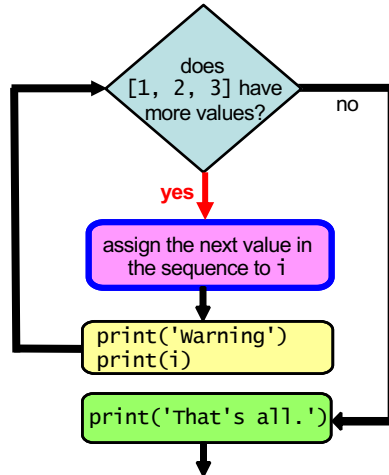 does
[1, 2, 3] have
more values?
no
yes
assign the next value in
the sequence to i
print('Warning')
print(i)
print('That's all.')